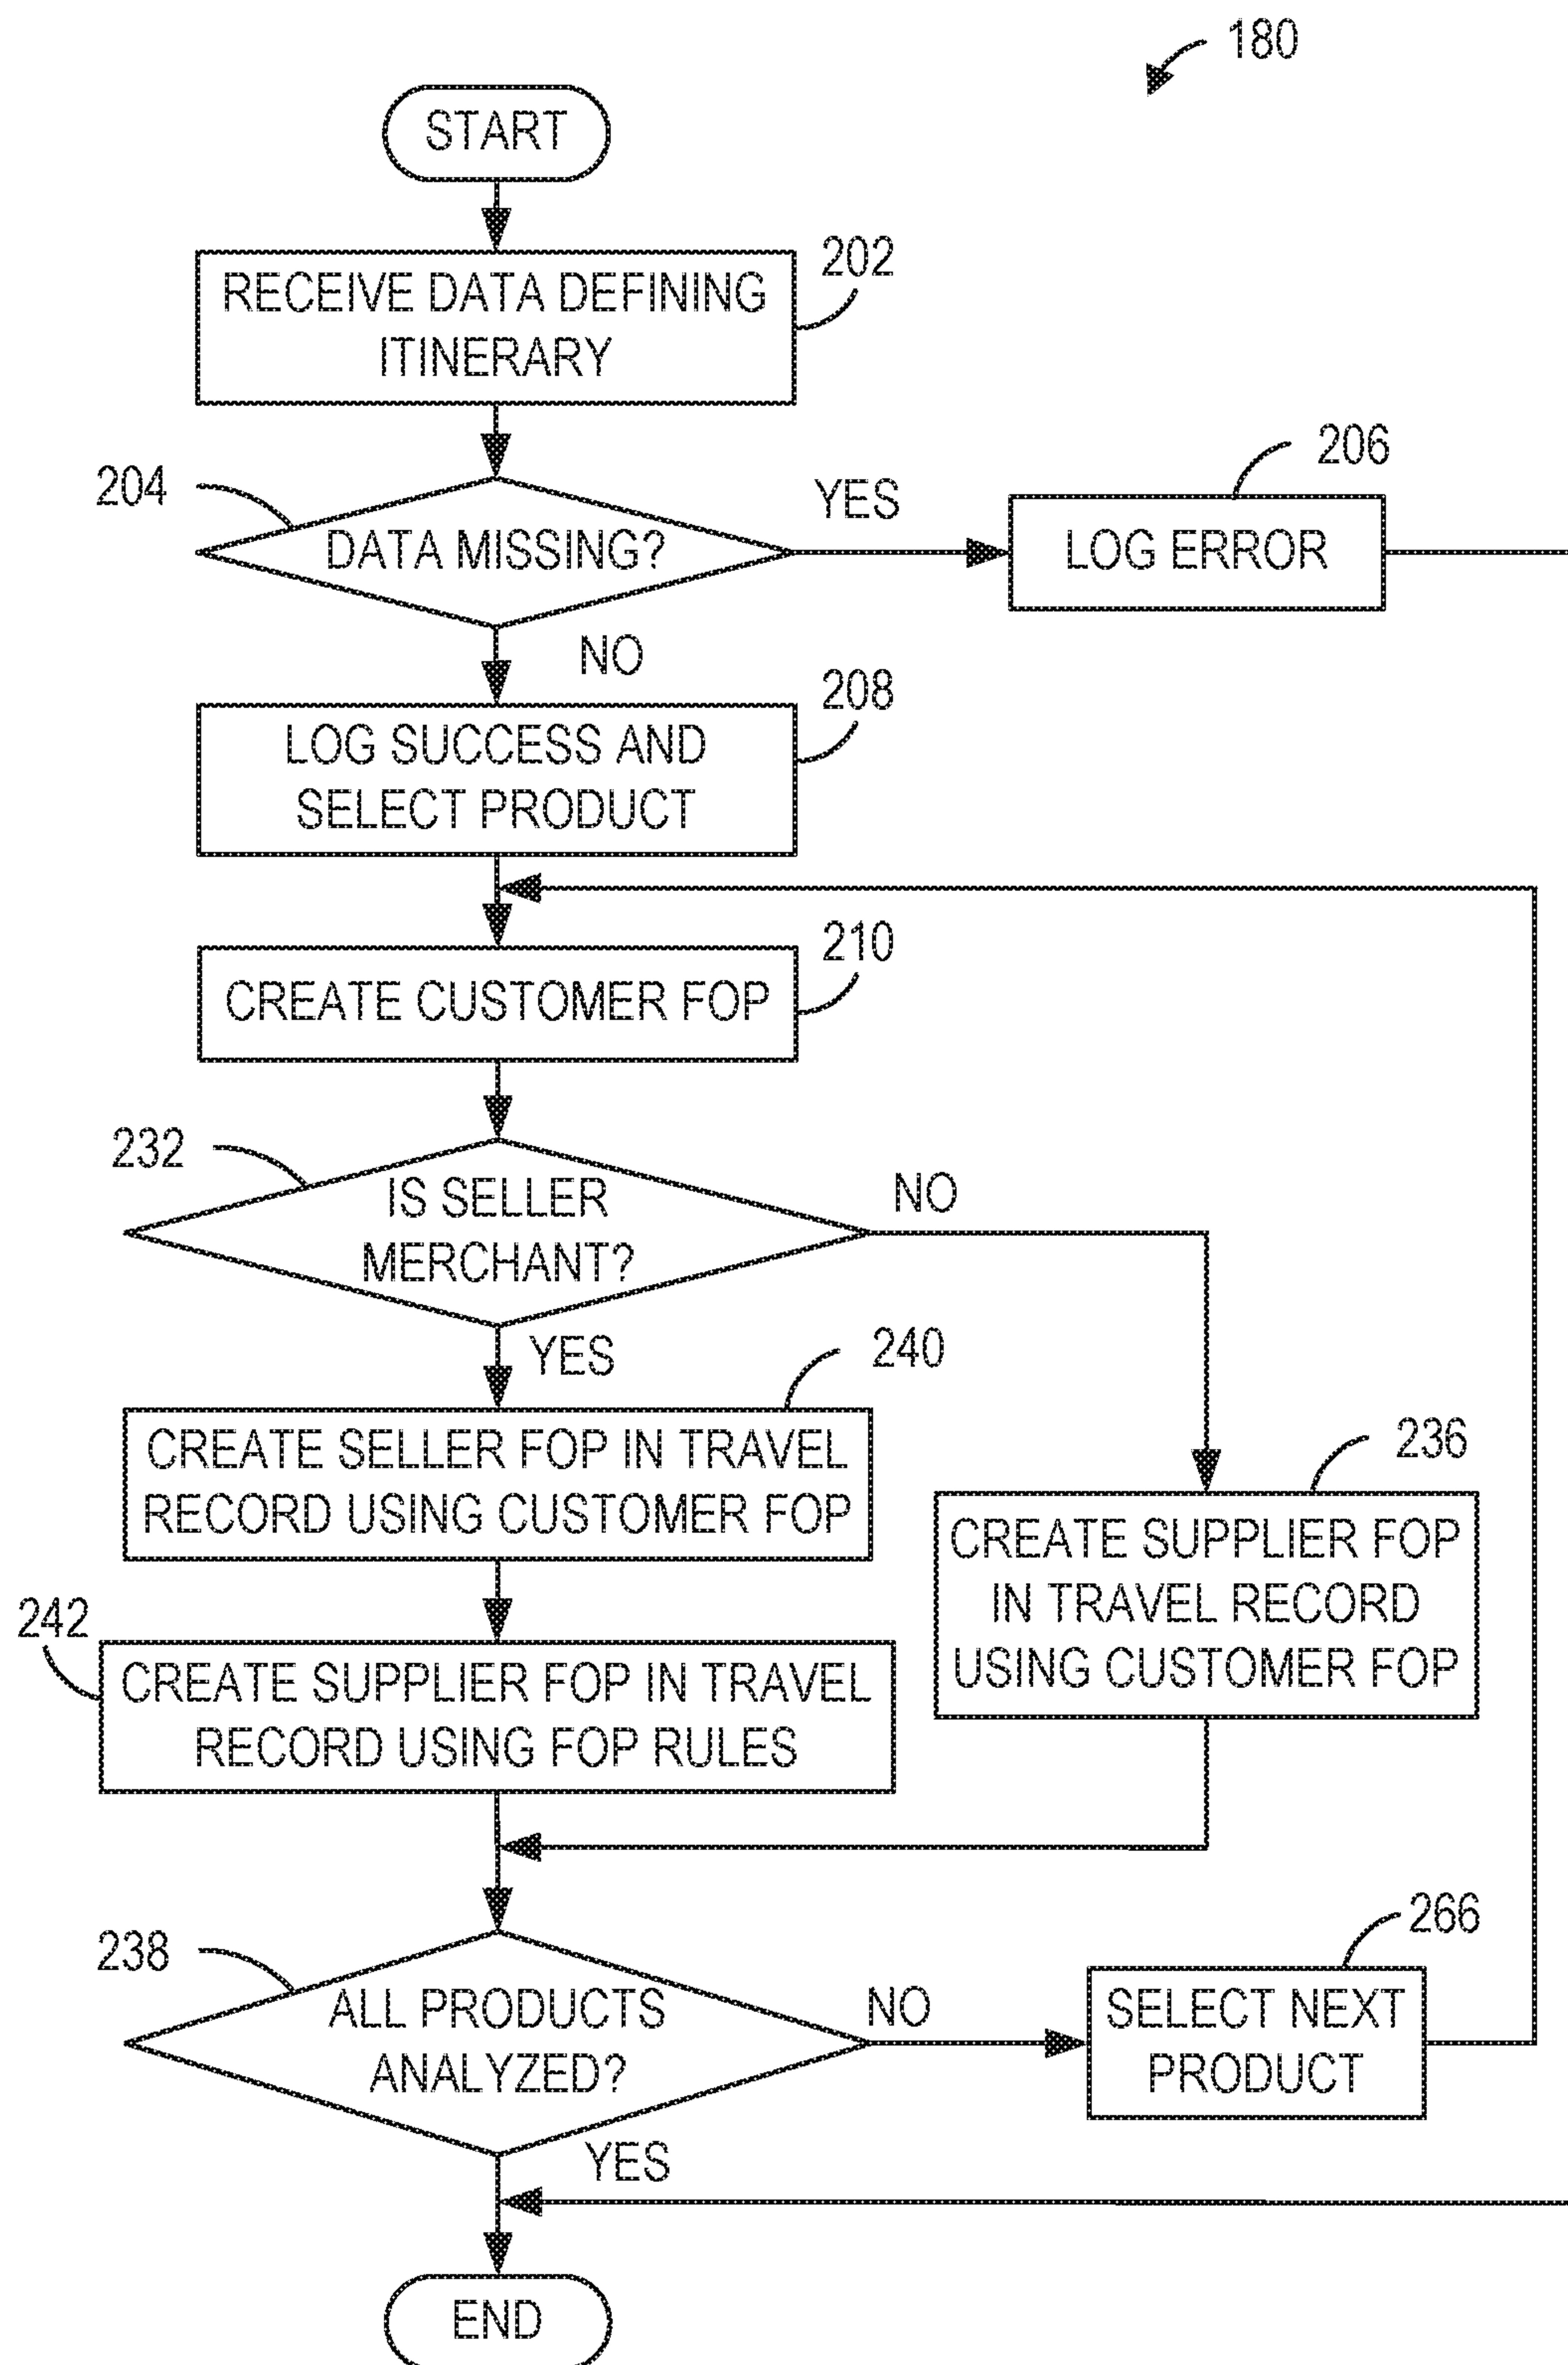 180
START
202
RECEIVE DATA DEFINING
ITINERARY
204
DATA MISSING?
YES
206
LOG ERROR
NO
208
LOG SUCCESS AND
SELECT PRODUCT
210
CREATE CUSTOMER FOP
232
IS SELLER
MERCHANT?
NO
YES
240
CREATE SELLER FOP IN TRAVEL
RECORD USING CUSTOMER FOP
236
CREATE SUPPLIER FOP
IN TRAVEL RECORD
USING CUSTOMER FOP
242
CREATE SUPPLIER FOP IN TRAVEL
RECORD USING FOP RULES
238
ALL PRODUCTS
ANALYZED?
NO
266
SELECT NEXT
PRODUCT
YES
END